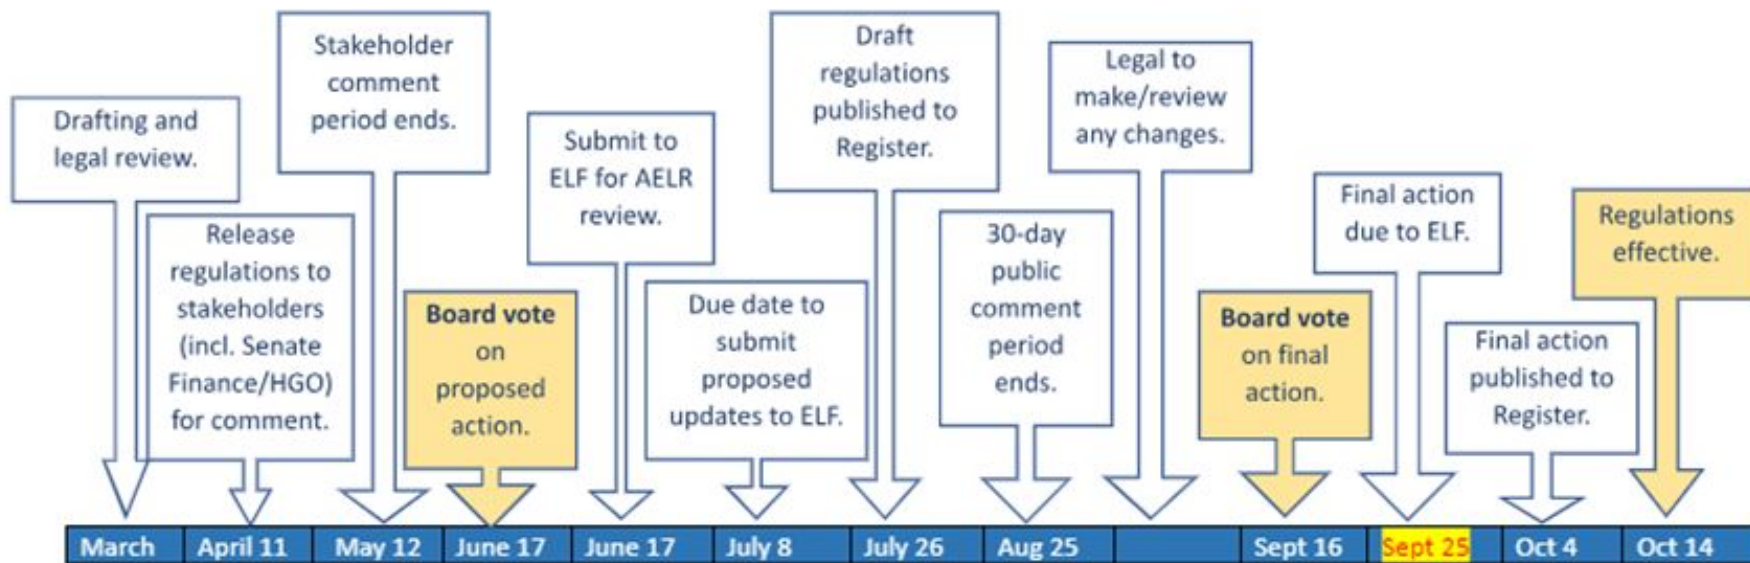 Drafting and
legal review.
Release
regulations to
stakeholders
(incl. Senate
Finance/HGO)
for comment.
Stakeholder
comment
period ends.
Board vote
on
proposed
action.
Submit to
ELF for AELR
review.
Due date to
submit
proposed
updates to ELF.
Draft
regulations
published to
Register.
30-day
public
comment
period
ends.
Legal to
make/review
any changes.
Board vote
on final
action.
Final action
due to ELF.
Final action
published to
Register.
Regulations
effective.
March April 11 May 12 June 17 June 17 July 8 July 26 Aug 25 Sept 16 Sept 25 Oct 4 Oct 14